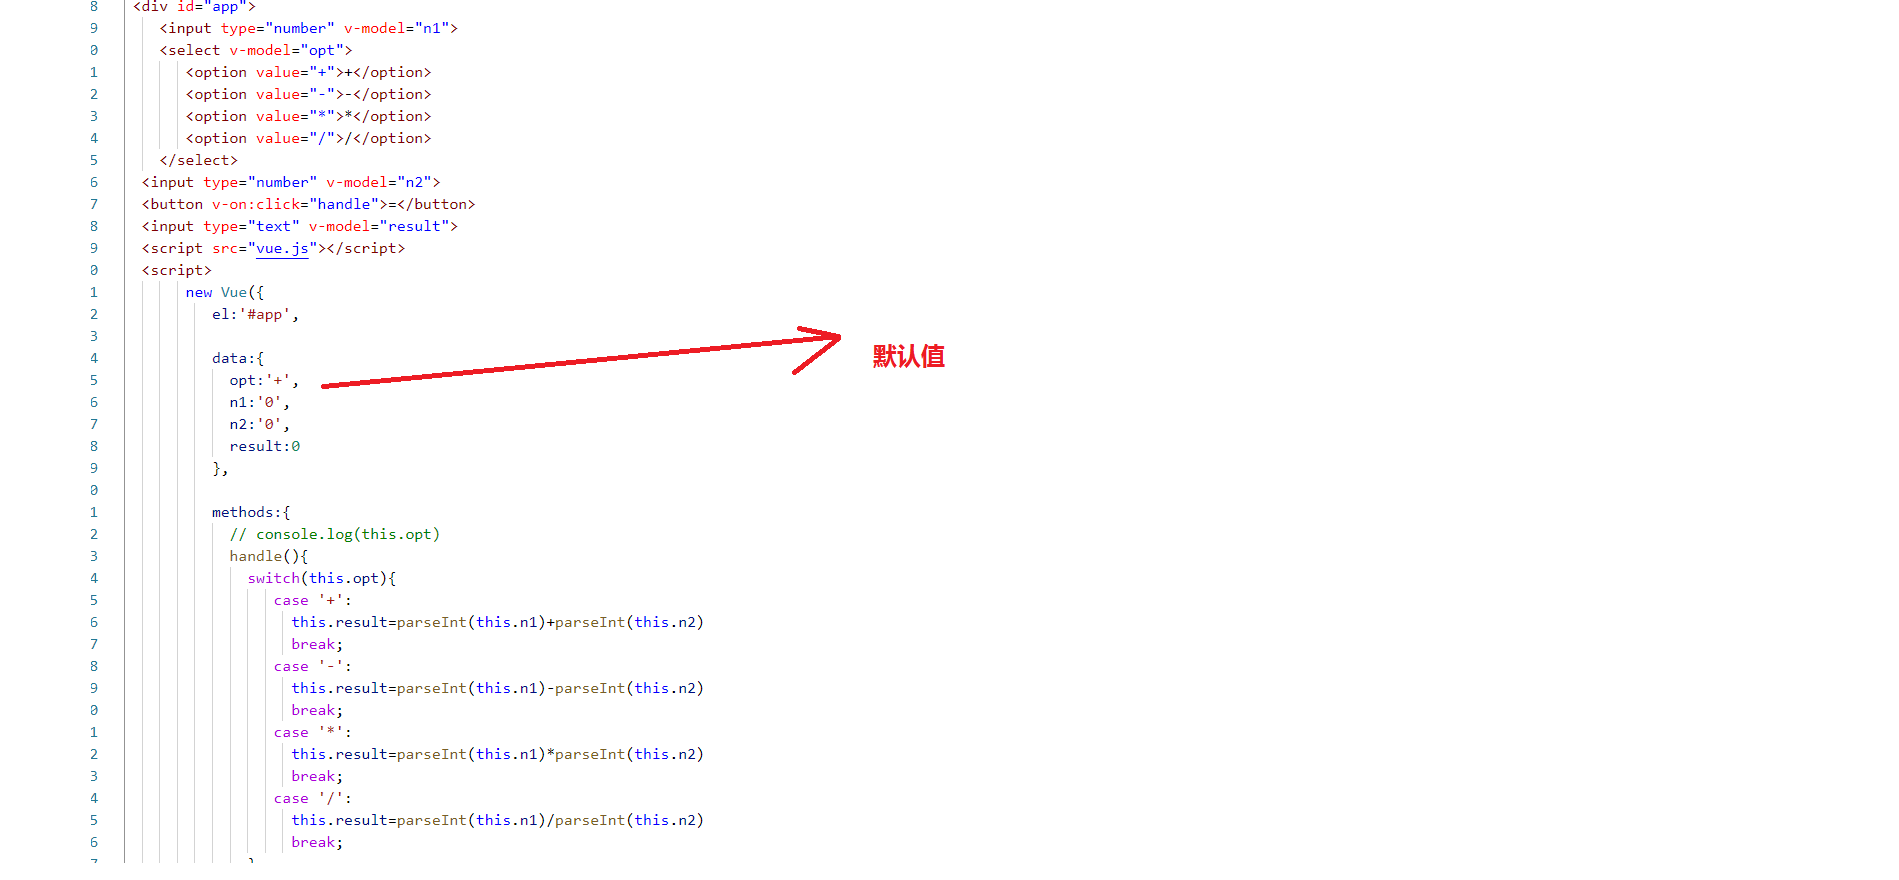 8 <div id="app">
9 <input type="number" v-model="n1">
0 <select v-model="opt">
1 <option value="+">+</option>
2 <option value="-">-</option>
3 <option value="*">*</option>
4 <option value="/">/</option>
5 </select>
6 <input type="number" v-model="n2">
7 <button v-on:click="handle">=</button>
8 <input type="text" v-model="result">
9 <script src="vue.js"></script>
0 <script>
1 new Vue({
2 el:'#app',
3
4 data:{
5 opt:'+',
默认值
6 n1:'0',
7 n2:'0',
8 result:0
9 },
0
1 methods:{
2 // console.log(this.opt)
3 handle(){
4 switch(this.opt){
5 case '+':
6 this.result=parseInt(this.n1)+parseInt(this.n2)
7 break;
8 case '-':
9 this.result=parseInt(this.n1)-parseInt(this.n2)
0 break;
1 case '*':
2 this.result=parseInt(this.n1)*parseInt(this.n2)
3 break;
4 case '/':
5 this.result=parseInt(this.n1)/parseInt(this.n2)
6 break;